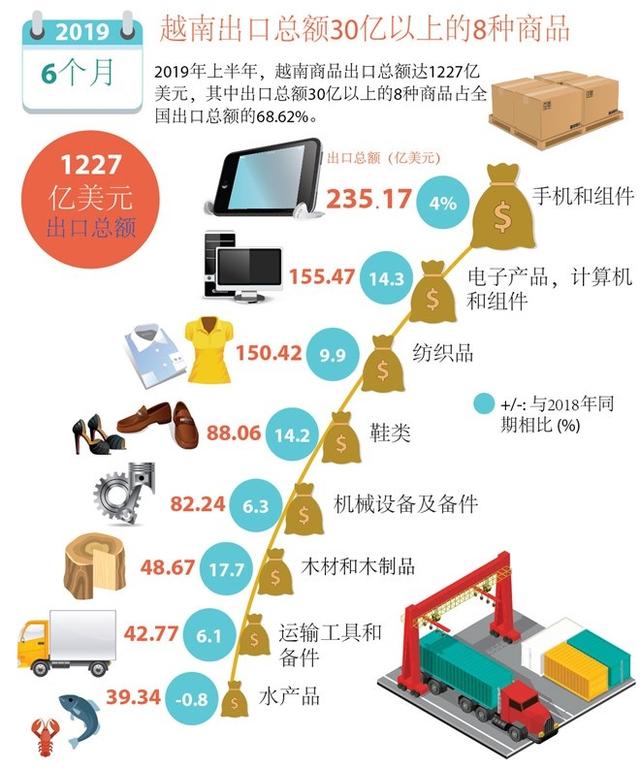 2019
6个月
越南出口总额30亿以上的8种商品
2019年上半年，越南商品出口总额达1227亿
美元，其中出口总额30亿以上的8种商品占全
国出口总额的68.62%。
1227
亿美元
出口总额
出口总额（亿美元）
235.17
4%
$
手机和组件
155.47
14.3
$
电子产品，计算机
和组件
150.42
9.9
$
纺织品
+/-: 与2018年同
期相比 (%)
88.06
14.2
$
鞋类
82.24
6.3
$
机械设备及备件
48.67
17.7
$
木材和木制品
42.77
6.1
$
运输工具和
备件
39.34
-0.8
$
水产品